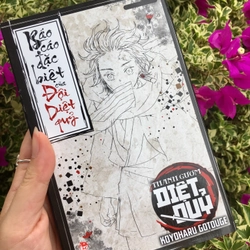 Báo
cáo đặc
biệt của
Đội
Diệt
quỷ
THANH GƯƠM
DIỆT
QUỶ
KOYOHARU GOTOUGE